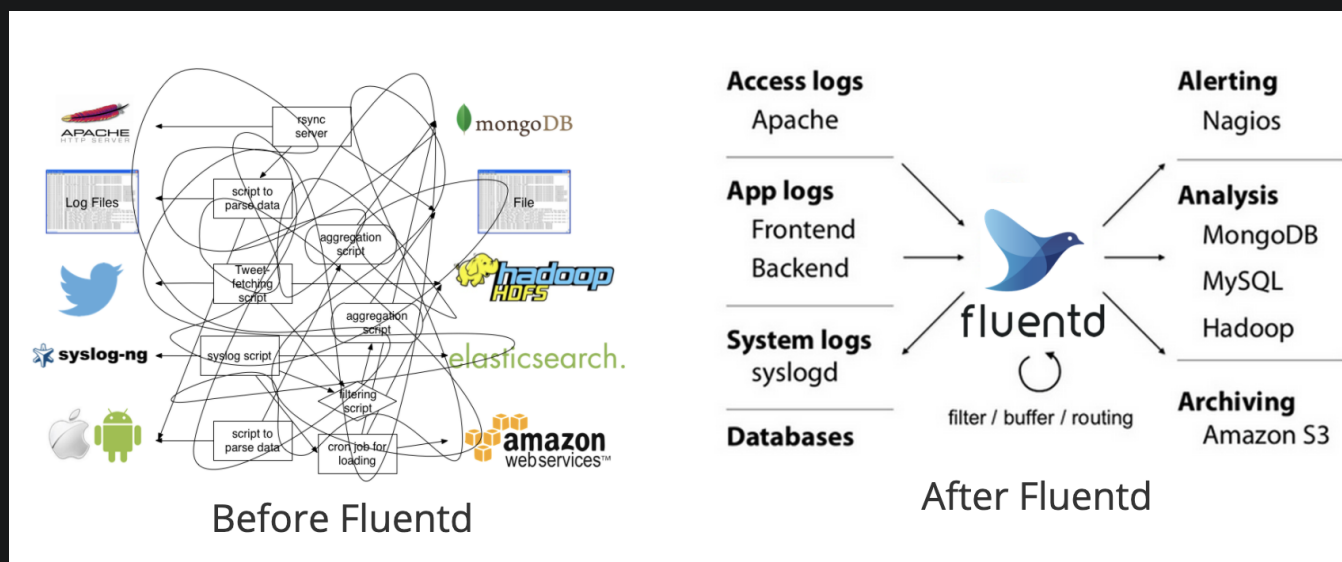 APACHE
HTTP SERVER
rsync
server
mongoDB
Log Files
script to
parse data
File
aggregation
script
Tweet-
fetching
script
hadoop
HDFS
aggregation
script
syslog-ng
syslog script
elasticsearch.
filtering
script
script to
parse data
cron job for
loading
amazon
webservices™
Before Fluentd
Access logs
Apache
App logs
Frontend
Backend
System logs
syslogd
Databases
fluentd
filter / buffer / routing
Alerting
Nagios
Analysis
MongoDB
MySQL
Hadoop
Archiving
Amazon S3
After Fluentd